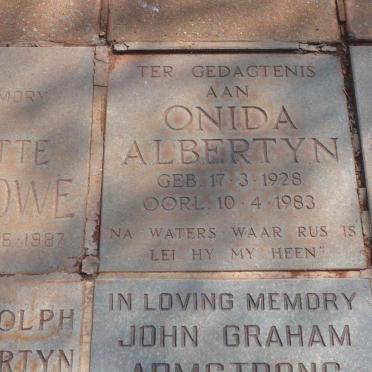 TER GEDAGTENIS
AAN
ONIDA
ALBERTYN
GEB. 17·3·1928
OORL. 10·4·1983
NA WATERS WAAR RUS IS
LEI HY MY HEEN"
MORY
TTE
OWE
1987
OLPH
RTYN
IN LOVING MEMORY
JOHN GRAHAM
ARMSTRONG